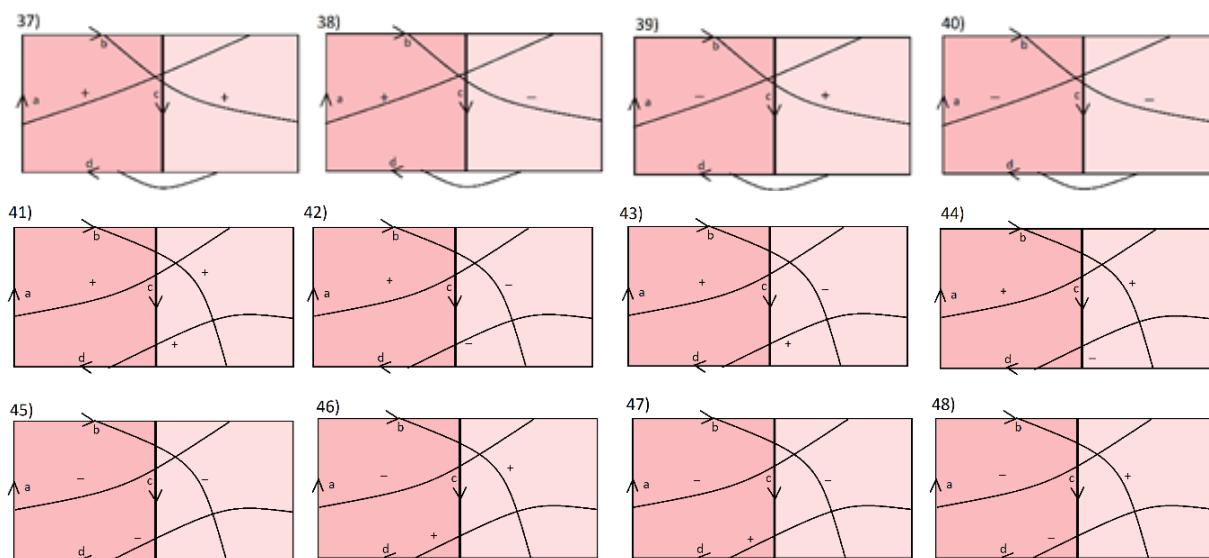 37) 38) 39) 40)
b b b b
+ c + + c − − c + − c −
a a a a
d d d d
41) 42) 43) 44)
b b b b
+ + + − + − + +
a c a c a c a c
d + d − d + d −
45) 46) 47) 48)
b b b b
− − − + − − − +
a c a c a c a c
d − d + d + d −